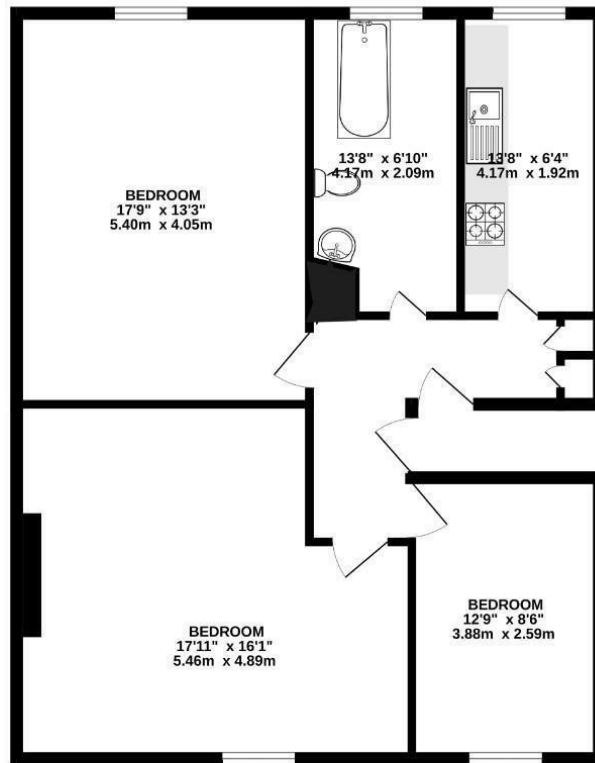 13'8" x 6'10"
4.17m x 2.09m
13'8" x 6'4"
4.17m x 1.92m
BEDROOM
17'9" x 13'3"
5.40m x 4.05m
BEDROOM
17'11" x 16'1"
5.46m x 4.89m
BEDROOM
12'9" x 8'6"
3.88m x 2.59m